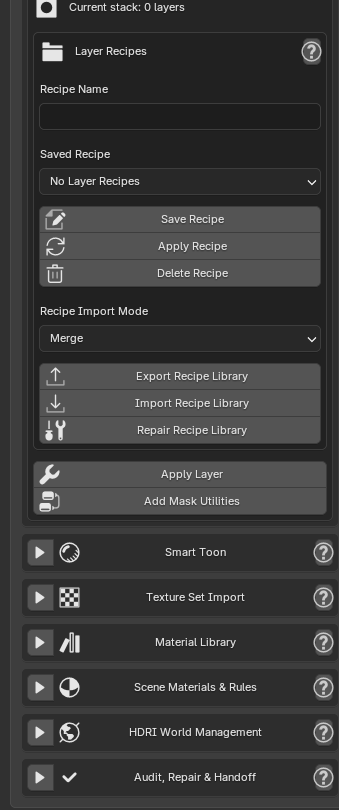 Current stack: 0 layers
Layer Recipes
?
Recipe Name
Saved Recipe
No Layer Recipes
Save Recipe
Apply Recipe
Delete Recipe
Recipe Import Mode
Merge
Export Recipe Library
Import Recipe Library
Repair Recipe Library
Apply Layer
Add Mask Utilities
Smart Toon
?
Texture Set Import
?
Material Library
?
Scene Materials & Rules
?
HDRI World Management
?
Audit, Repair & Handoff
?